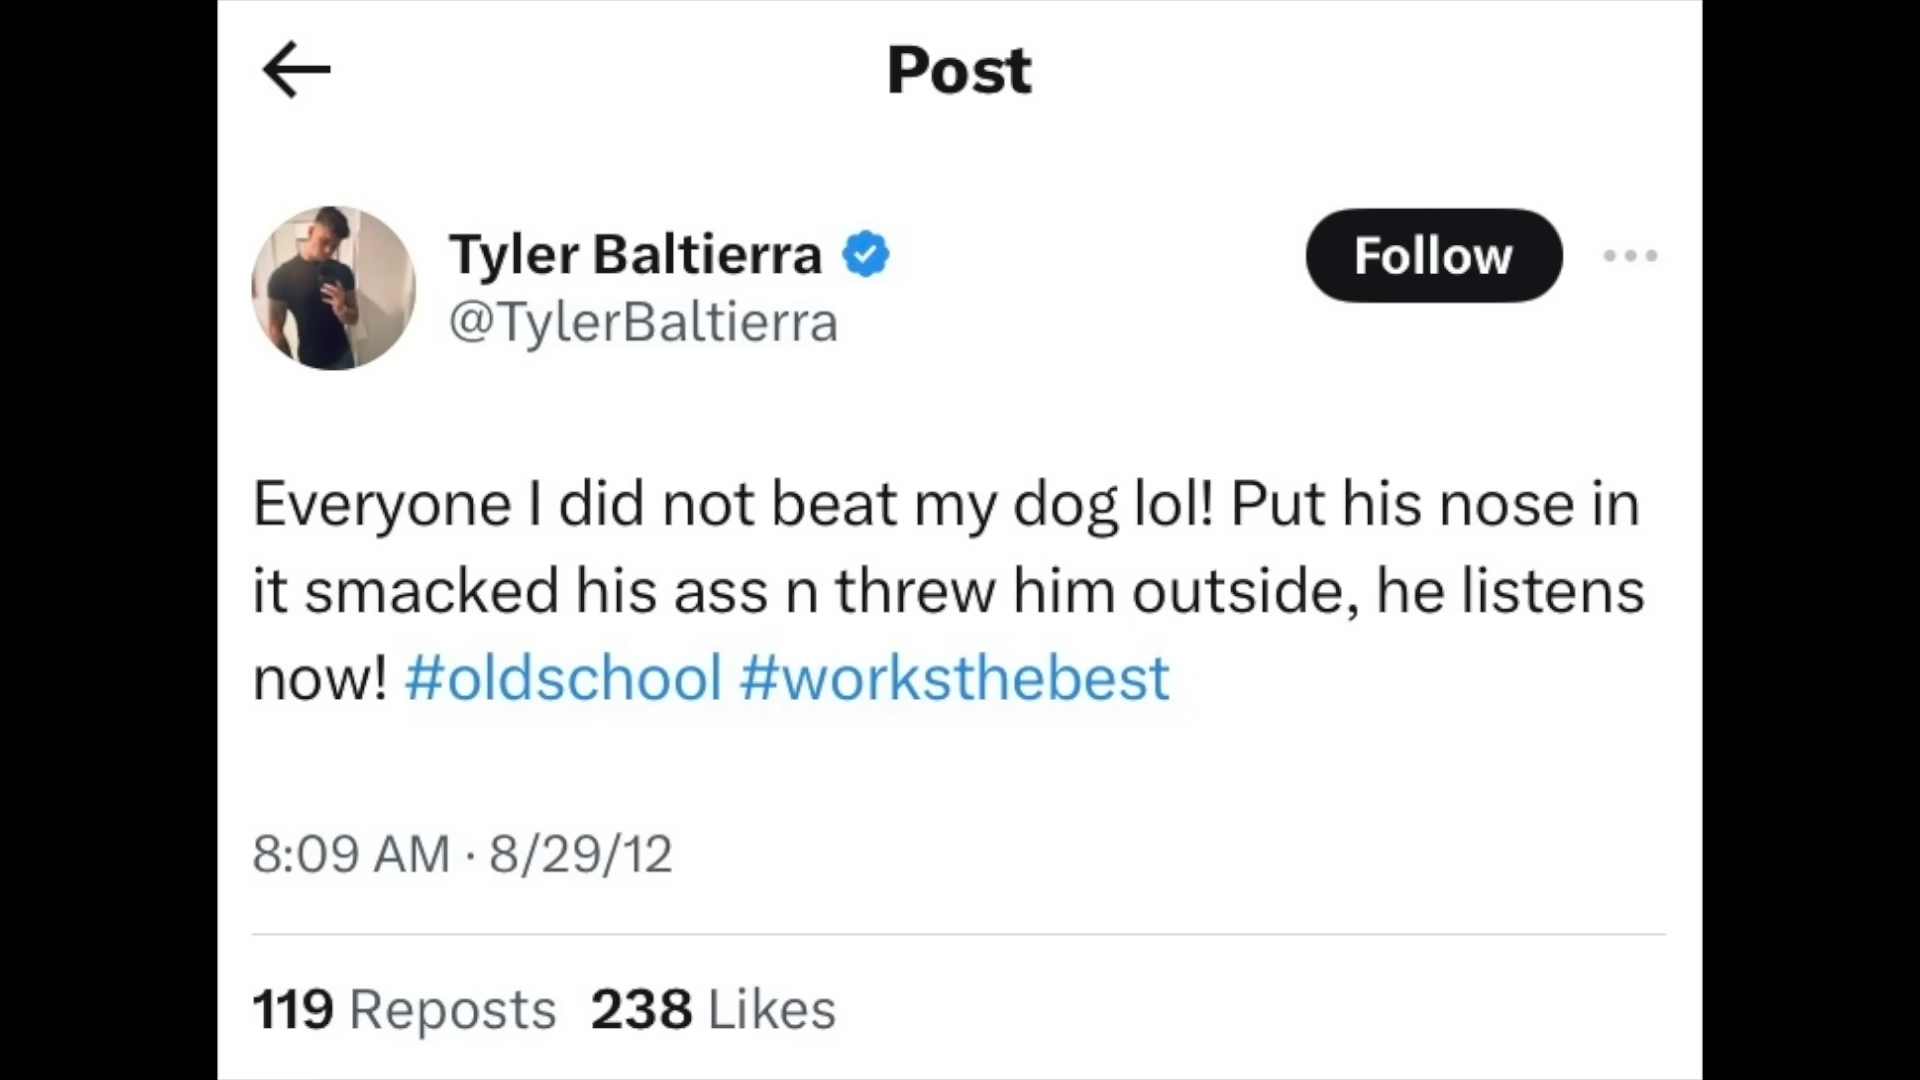 Post
Tyler Baltierra
Follow
@TylerBaltierra
Everyone I did not beat my dog lol! Put his nose in
it smacked his ass n threw him outside, he listens
now! #oldschool #worksthebest
8:09 AM · 8/29/12
119 Reposts 238 Likes